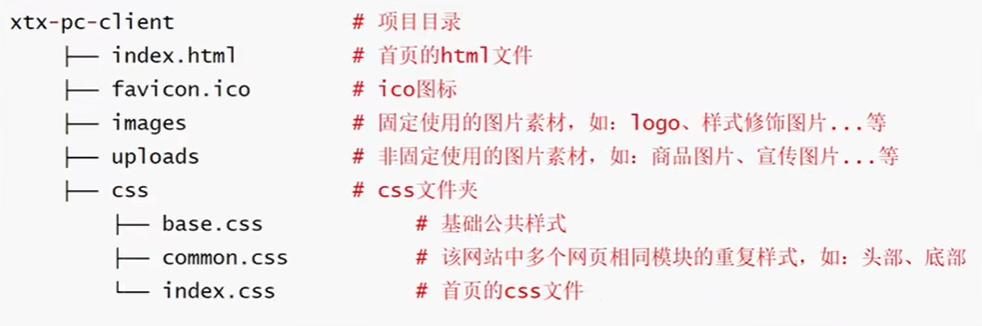 xtx-pc-client # 项目目录
├── index.html # 首页的html文件
├── favicon.ico # ico图标
├── images # 固定使用的图片素材，如：logo、样式修饰图片...等
├── uploads # 非固定使用的图片素材，如：商品图片、宣传图片...等
├── css # css文件夹
├── base.css # 基础公共样式
├── common.css # 该网站中多个网页相同模块的重复样式，如：头部、底部
└── index.css # 首页的css文件